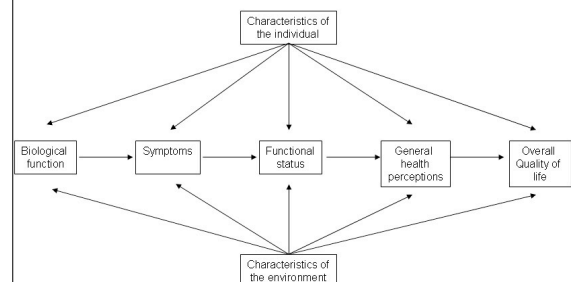 Characteristics of
the individual
Biological
function
Symptoms
Functional
status
General
health
perceptions
Overall
Quality of
life
Characteristics of
the environment